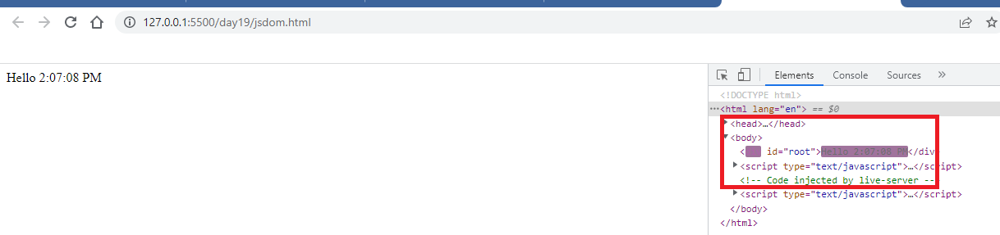 127.0.0.1:5500/day19/jsdom.html
Hello 2:07:08 PM
Elements Console Sources »
<!DOCTYPE html>
…<html lang="en"> == $0
<head>…</head>
<body>
< id="root">Hello 2:07:08 PM</div
<script type="text/javascript">…</script>
<!-- Code injected by live-server --
<script type="text/javascript">…</script>
</body>
</html>